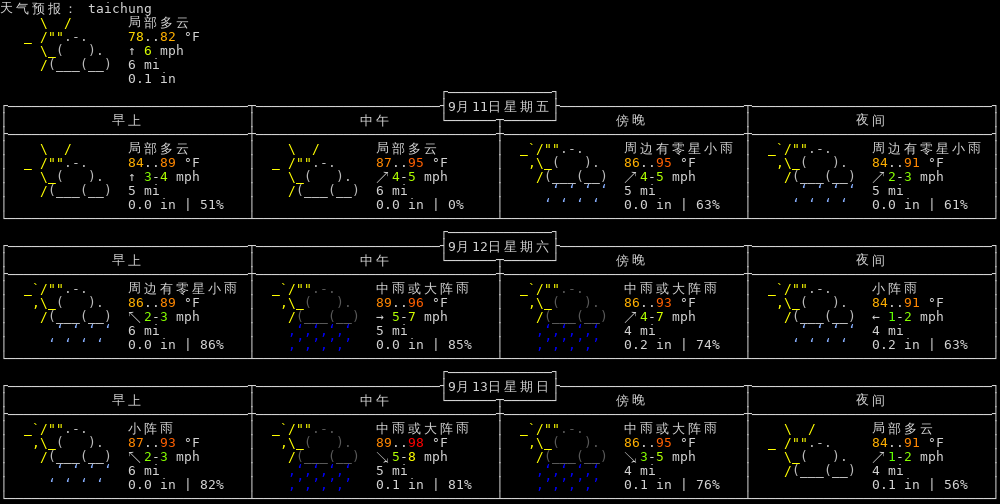 天气预报： taichung
局部多云
78..82 °F
↑ 6 mph
6 mi
0.1 in
9月11日星期五
早上 中午 傍晚 夜间
局部多云 局部多云 周边有零星小雨 周边有零星小雨
84..89 °F 87..95 °F 86..95 °F 84..91 °F
↑ 3-4 mph ↗ 4-5 mph ↗ 4-5 mph ↗ 2-3 mph
5 mi 6 mi 5 mi 5 mi
0.0 in | 51% 0.0 in | 0% 0.0 in | 63% 0.0 in | 61%
9月12日星期六
早上 中午 傍晚 夜间
周边有零星小雨 中雨或大阵雨 中雨或大阵雨 小阵雨
86..89 °F 89..96 °F 86..93 °F 84..91 °F
↖ 2-3 mph → 5-7 mph ↗ 4-7 mph ← 1-2 mph
6 mi 5 mi 4 mi 4 mi
0.0 in | 86% 0.0 in | 85% 0.2 in | 74% 0.2 in | 63%
9月13日星期日
早上 中午 傍晚 夜间
小阵雨 中雨或大阵雨 中雨或大阵雨 局部多云
87..93 °F 89..98 °F 86..95 °F 84..91 °F
↖ 2-3 mph ↘ 5-8 mph ↘ 3-5 mph ↗ 1-2 mph
6 mi 5 mi 4 mi 4 mi
0.0 in | 82% 0.1 in | 81% 0.1 in | 76% 0.1 in | 56%